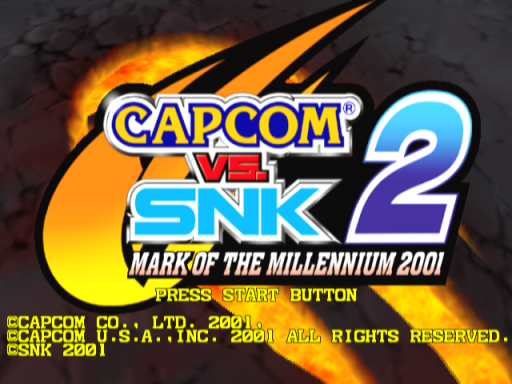 CAPCOM®
VS.
SNK 2
MARK OF THE MILLENNIUM 2001
PRESS START BUTTON
©CAPCOM CO., LTD. 2001.
©CAPCOM U.S.A.,INC. 2001 ALL RIGHTS RESERVED.
©SNK 2001